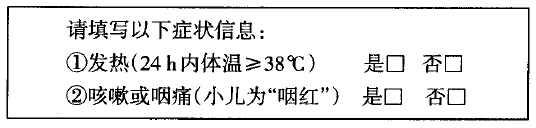 请填写以下症状信息：
①发热(24 h内体温≥38℃) 是□ 否□
②咳嗽或咽痛(小儿为“咽红”) 是□ 否□